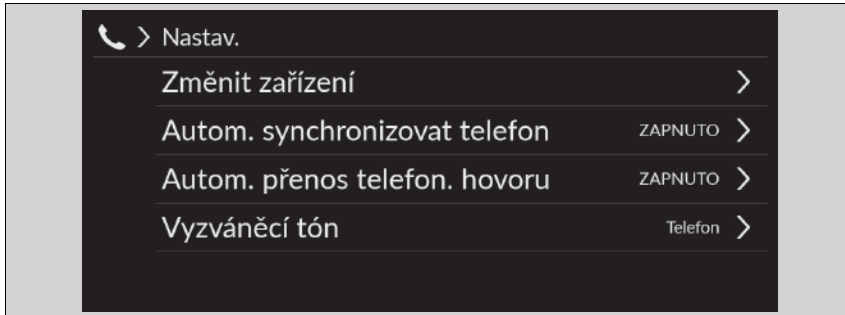 Nastav.
Změnit zařízení
Autom. synchronizovat telefon ZAPNUTO
Autom. přenos telefon. hovoru ZAPNUTO
Vyzváněcí tón Telefon